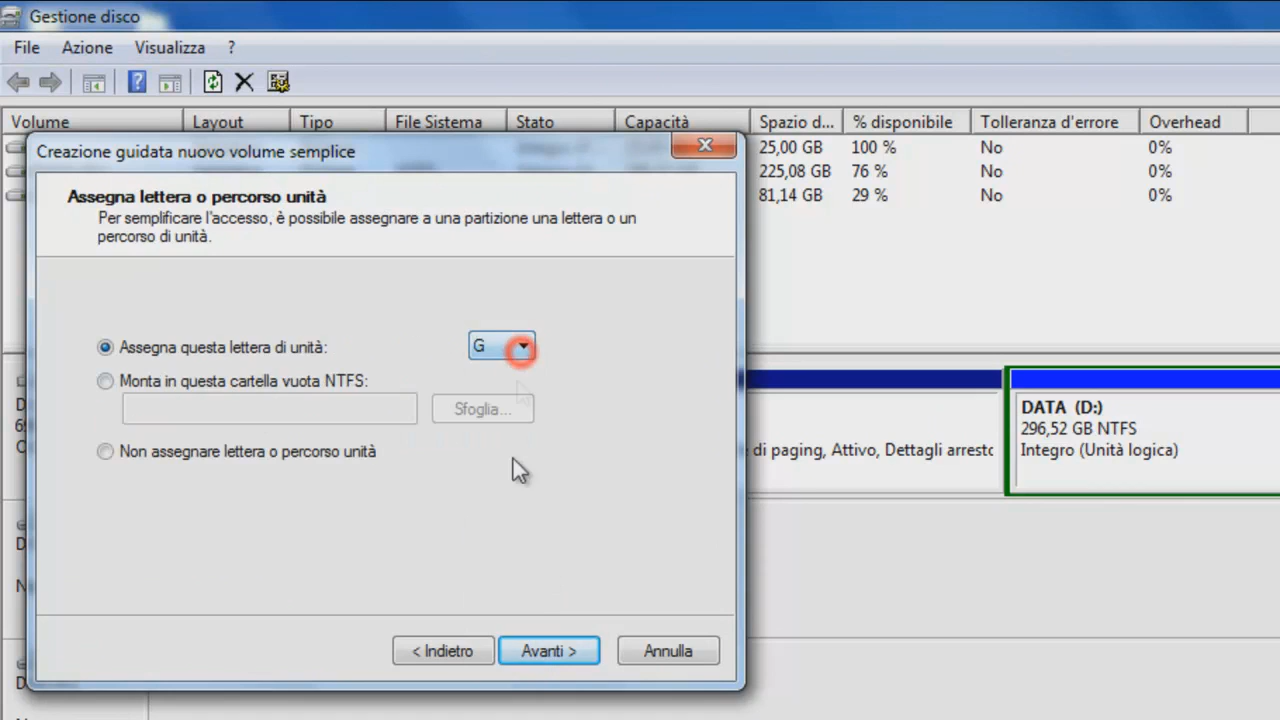 Gestione disco
File Azione Visualizza ?
Volume Layout Tipo File Sistema Stato Capacità Spazio d... % disponibile Tolleranza d'errore Overhead
25,00 GB 100 % No 0%
225,08 GB 76 % No 0%
81,14 GB 29 % No 0%
Creazione guidata nuovo volume semplice
Assegna lettera o percorso unità
Per semplificare l'accesso, è possibile assegnare a una partizione una lettera o un
percorso di unità.
Assegna questa lettera di unità: G
Monta in questa cartella vuota NTFS:
Sfoglia...
Non assegnare lettera o percorso unità
< Indietro Avanti > Annulla
di paging, Attivo, Dettagli arresto
DATA (D:)
296,52 GB NTFS
Integro (Unità logica)